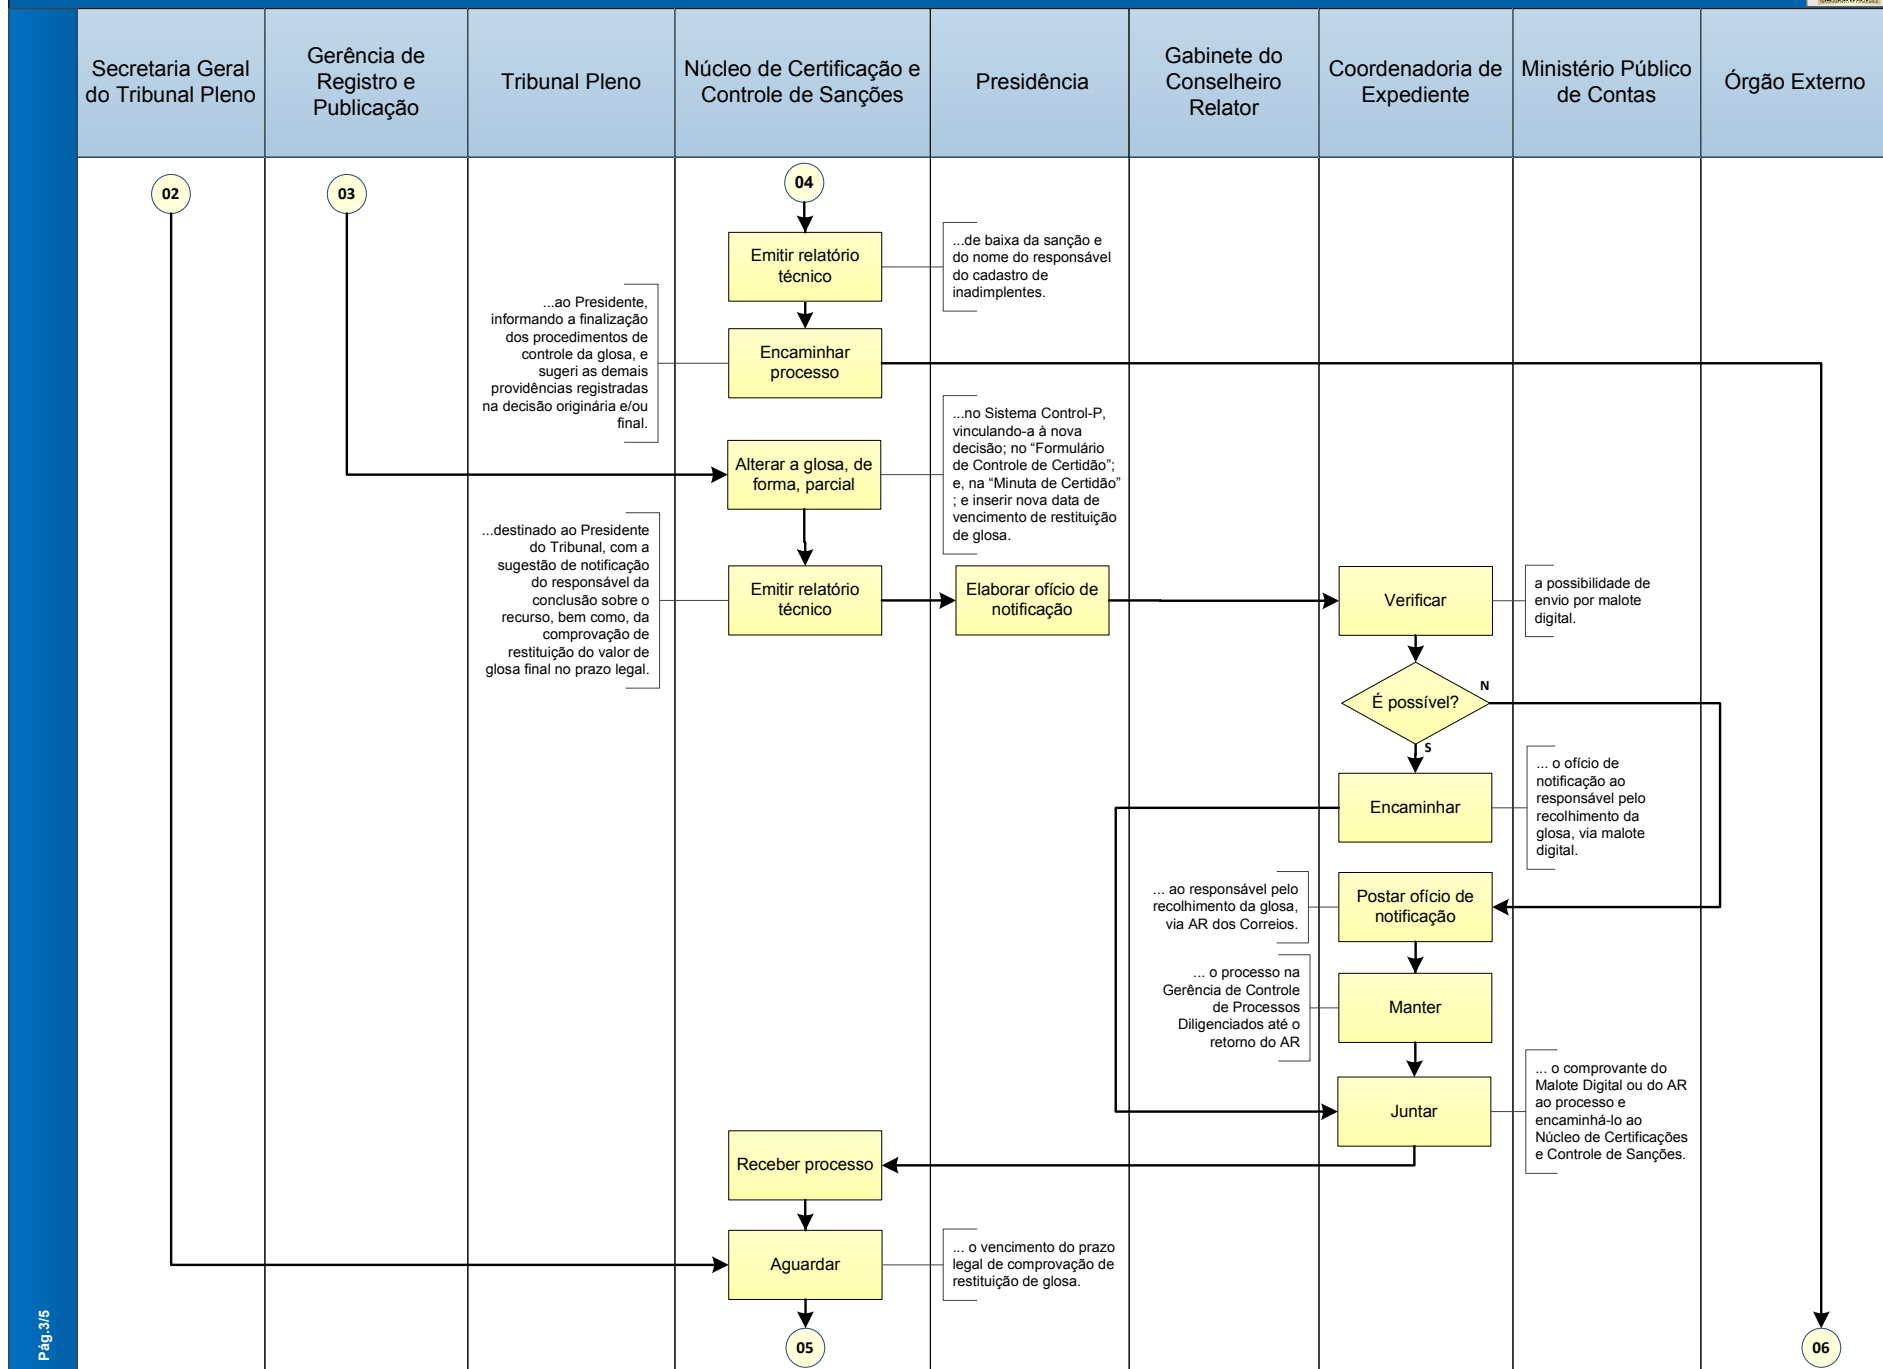 Secretaria Geral
do Tribunal Pleno
Gerência de
Registro e
Publicação
Tribunal Pleno
Núcleo de Certificação e
Controle de Sanções
Presidência
Gabinete do
Conselheiro
Relator
Coordenadoria de
Expediente
Ministério Público
de Contas
Órgão Externo
02
03
04
Emitir relatório
técnico
...de baixa da sanção e
do nome do responsável
do cadastro de
inadimplentes.
...ao Presidente,
informando a finalização
dos procedimentos de
controle da glosa, e
sugeri as demais
providências registradas
na decisão originária e/ou
final.
Encaminhar
processo
Alterar a glosa, de
forma, parcial
...no Sistema Control-P,
vinculando-a à nova
decisão; no “Formulário
de Controle de Certidão”;
e, na “Minuta de Certidão”
; e inserir nova data de
vencimento de restituição
de glosa.
...destinado ao Presidente
do Tribunal, com a
sugestão de notificação
do responsável da
conclusão sobre o
recurso, bem como, da
comprovação de
restituição do valor de
glosa final no prazo legal.
Emitir relatório
técnico
Elaborar ofício de
notificação
Verificar
a possibilidade de
envio por malote
digital.
É possível?
N
S
Encaminhar
... o ofício de
notificação ao
responsável pelo
recolhimento da
glosa, via malote
digital.
... ao responsável pelo
recolhimento da glosa,
via AR dos Correios.
Postar ofício de
notificação
... o processo na
Gerência de Controle
de Processos
Diligenciados até o
retorno do AR
Manter
Juntar
... o comprovante do
Malote Digital ou do AR
ao processo e
encaminhá-lo ao
Núcleo de Certificações
e Controle de Sanções.
Receber processo
Aguardar
... o vencimento do prazo
legal de comprovação de
restituição de glosa.
05
06
Pág.3/5